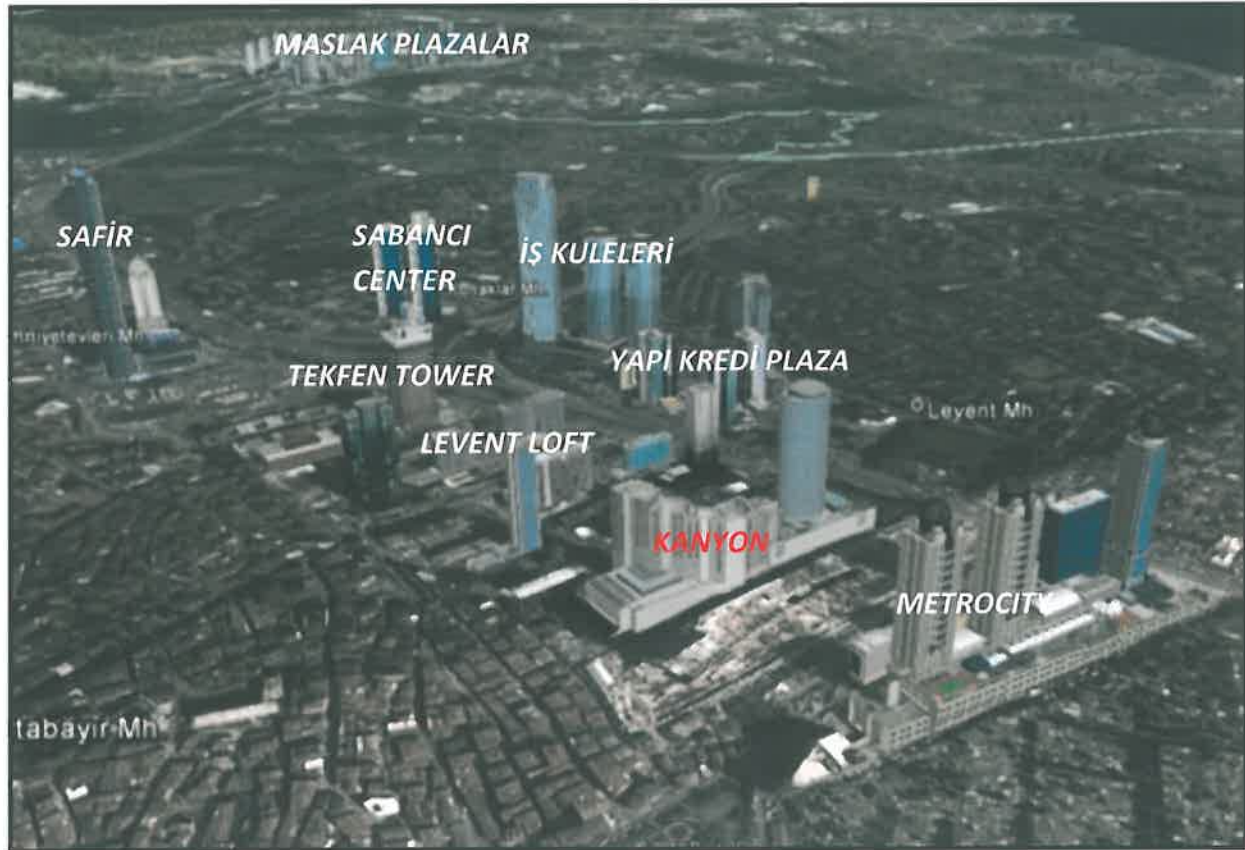 MASLAK PLAZALAR
SAFİR
SABANCI
CENTER
İŞ KULELERİ
TEKFEN TOWER
YAPI KREDİ PLAZA
Levent Mh
LEVENT LOFT
KANYON
METROCITY
tabayır Mh